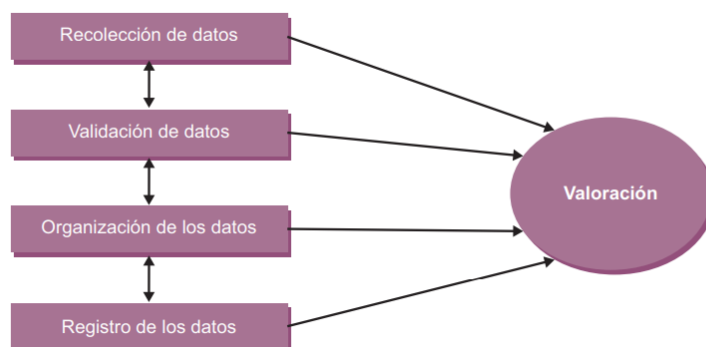 Recolección de datos
Validación de datos
Valoración
Organización de los datos
Registro de los datos